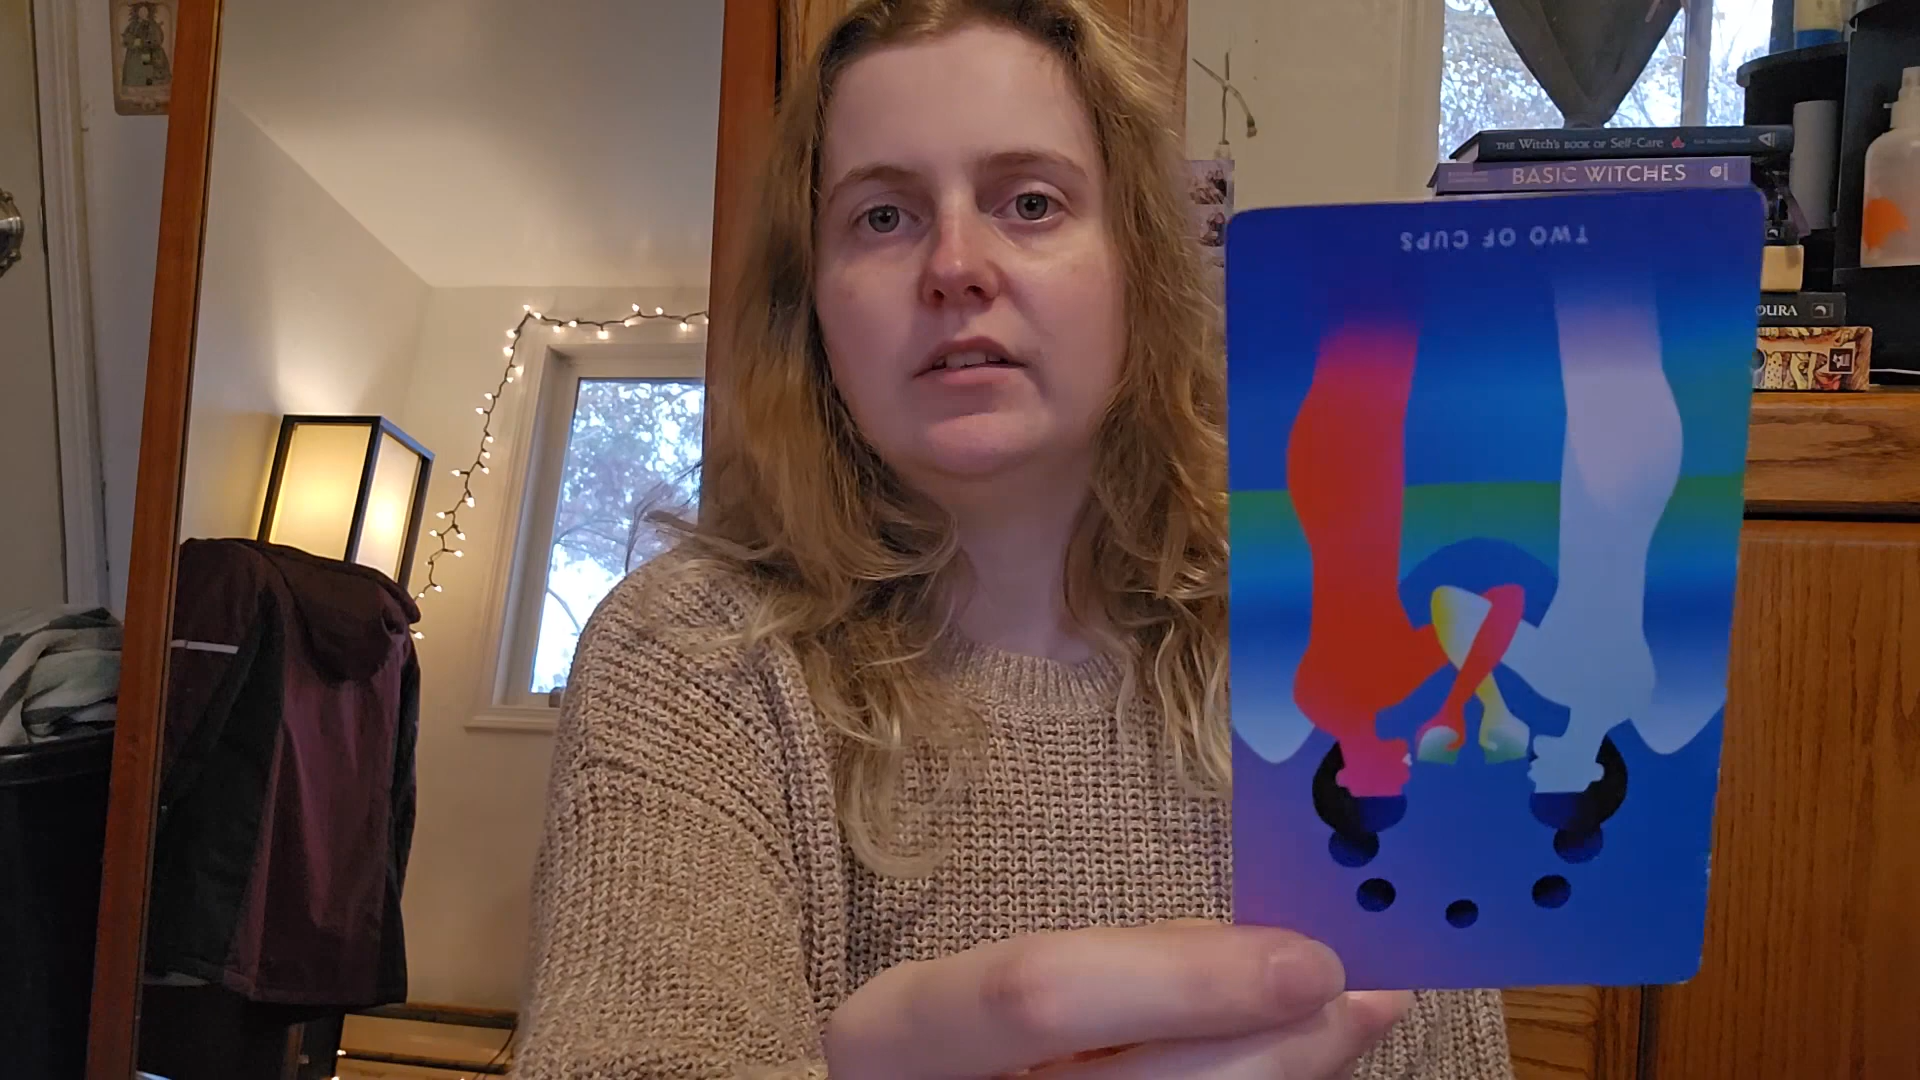 THE Witch's BOOK OF Self-Care
BASIC WITCHES
TWO OF CUPS
OURA